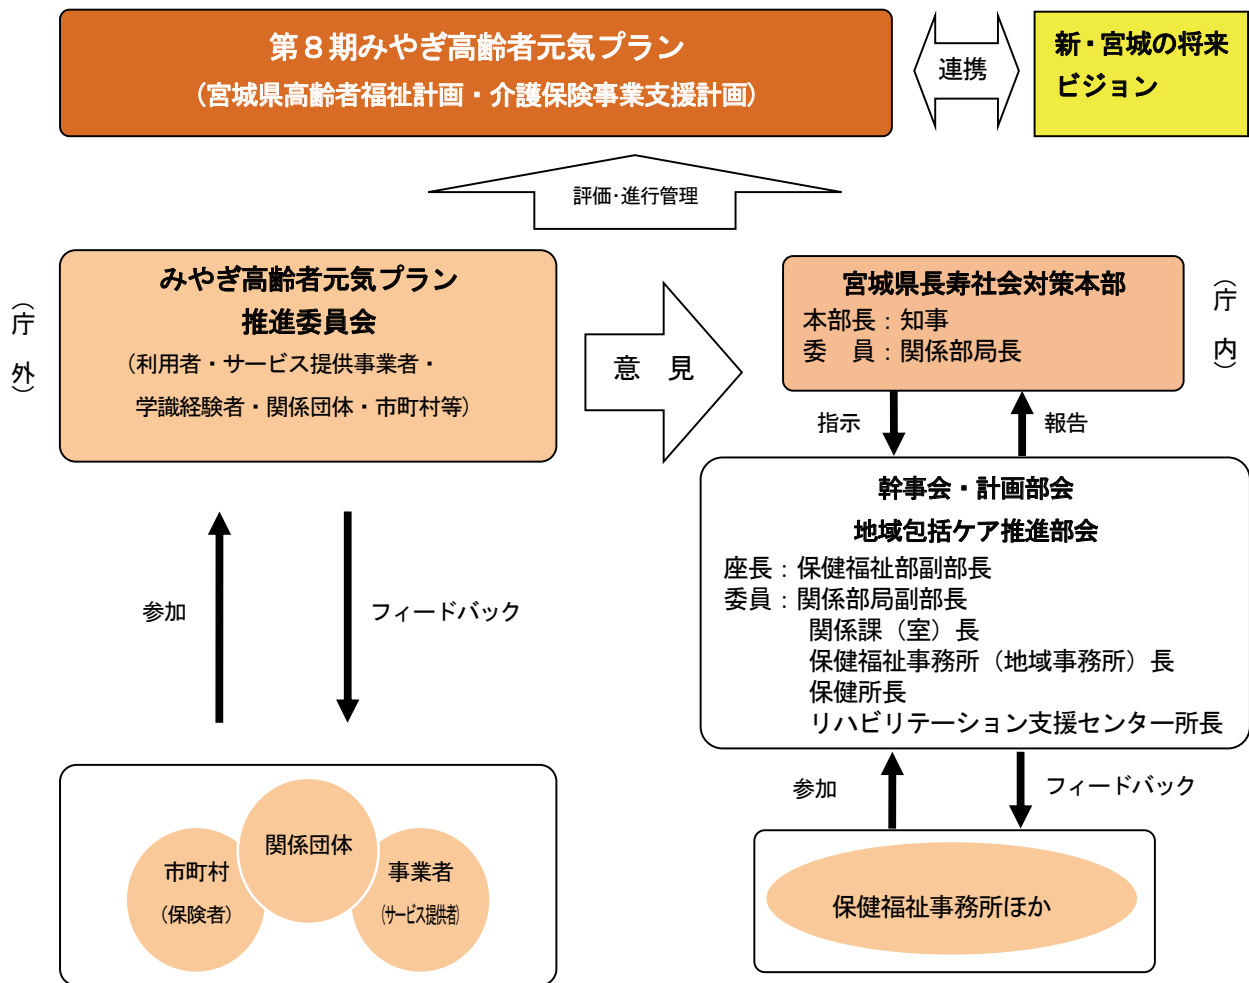 第８期みやぎ高齢者元気プラン
（宮城県高齢者福祉計画・介護保険事業支援計画）
連携
新・宮城の将来
ビジョン
評価・進行管理
（庁外）
みやぎ高齢者元気プラン
推進委員会
（利用者・サービス提供事業者・
学識経験者・関係団体・市町村等）
意　見
宮城県長寿社会対策本部
本部長：知事
委　員：関係部局長
（庁内）
指示
報告
幹事会・計画部会
地域包括ケア推進部会
座長：保健福祉部副部長
委員：関係部局副部長
関係課（室）長
保健福祉事務所（地域事務所）長
保健所長
リハビリテーション支援センター所長
参加
フィードバック
参加
フィードバック
関係団体
市町村
（保険者）
事業者
（サービス提供者）
保健福祉事務所ほか